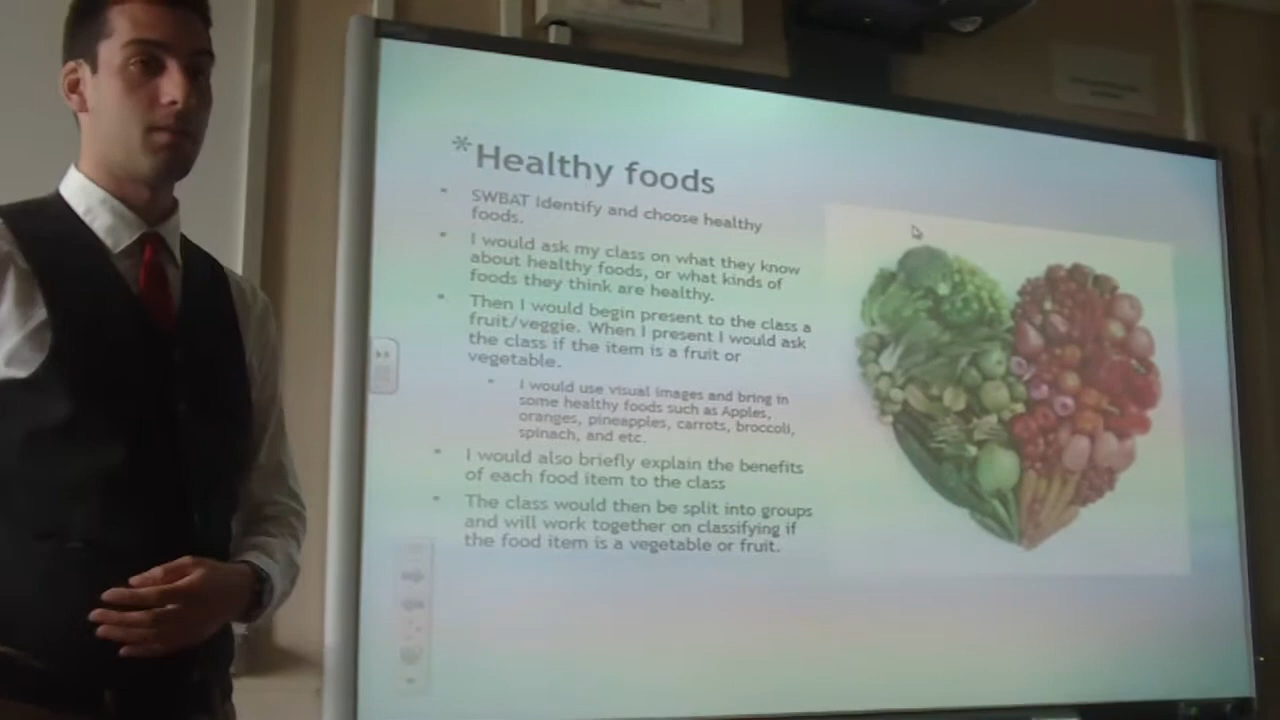 *Healthy foods
SWBAT Identify and choose healthy
foods.
I would ask my class on what they know
about healthy foods, or what kinds of
foods they think are healthy.
Then I would begin present to the class a
fruit/veggie. When I present I would ask
the class if the item is a fruit or
vegetable.
I would use visual images and bring in
some healthy foods such as Apples,
oranges, pineapples, carrots, broccoli,
spinach, and etc.
I would also briefly explain the benefits
of each food item to the class
The class would then be split into groups
and will work together on classifying if
the food item is a vegetable or fruit.